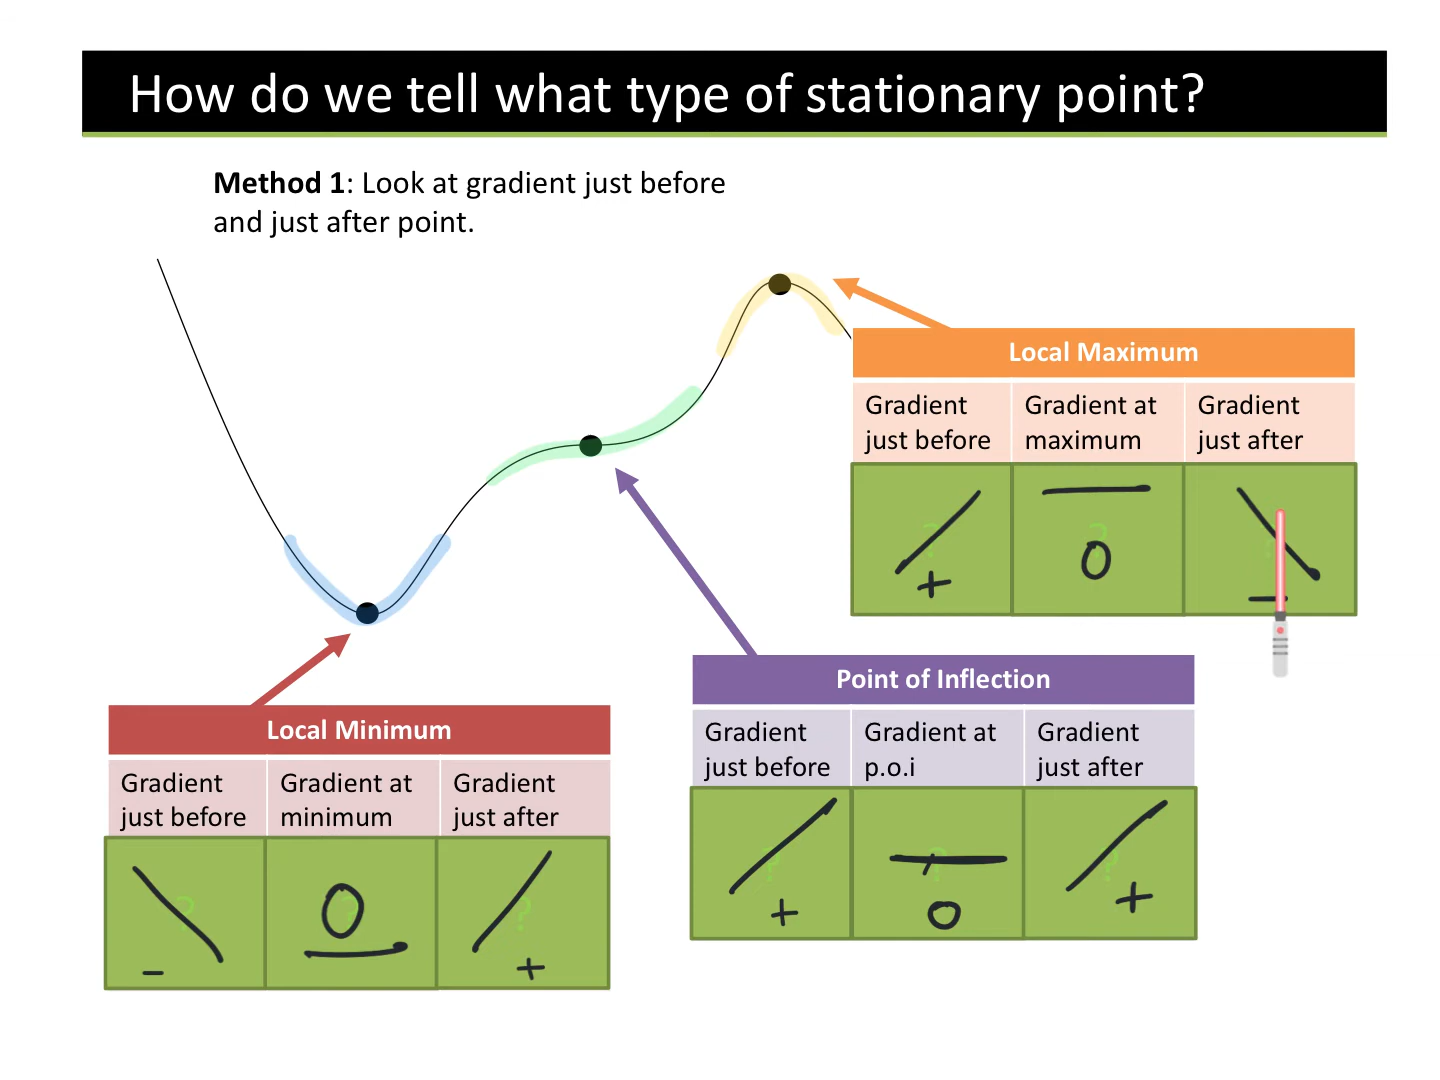 How do we tell what type of stationary point?
Method 1: Look at gradient just before
and just after point.
Local Maximum
Gradient
just before
Gradient at
maximum
Gradient
just after
+
0
−
Point of Inflection
Gradient
just before
Gradient at
p.o.i
Gradient
just after
+
0
+
Local Minimum
Gradient
just before
Gradient at
minimum
Gradient
just after
−
0
+